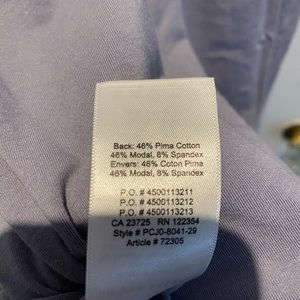 Back: 46% Pima Cotton
46% Modal, 8% Spandex
Envers: 46% Coton Pima
46% Modal, 8% Spandex
P.O. # 4500113211
P.O. # 4500113212
P.O. # 4500113213
CA 23725 RN 122354
Style # PCJ0-8041-29
Article # 72305